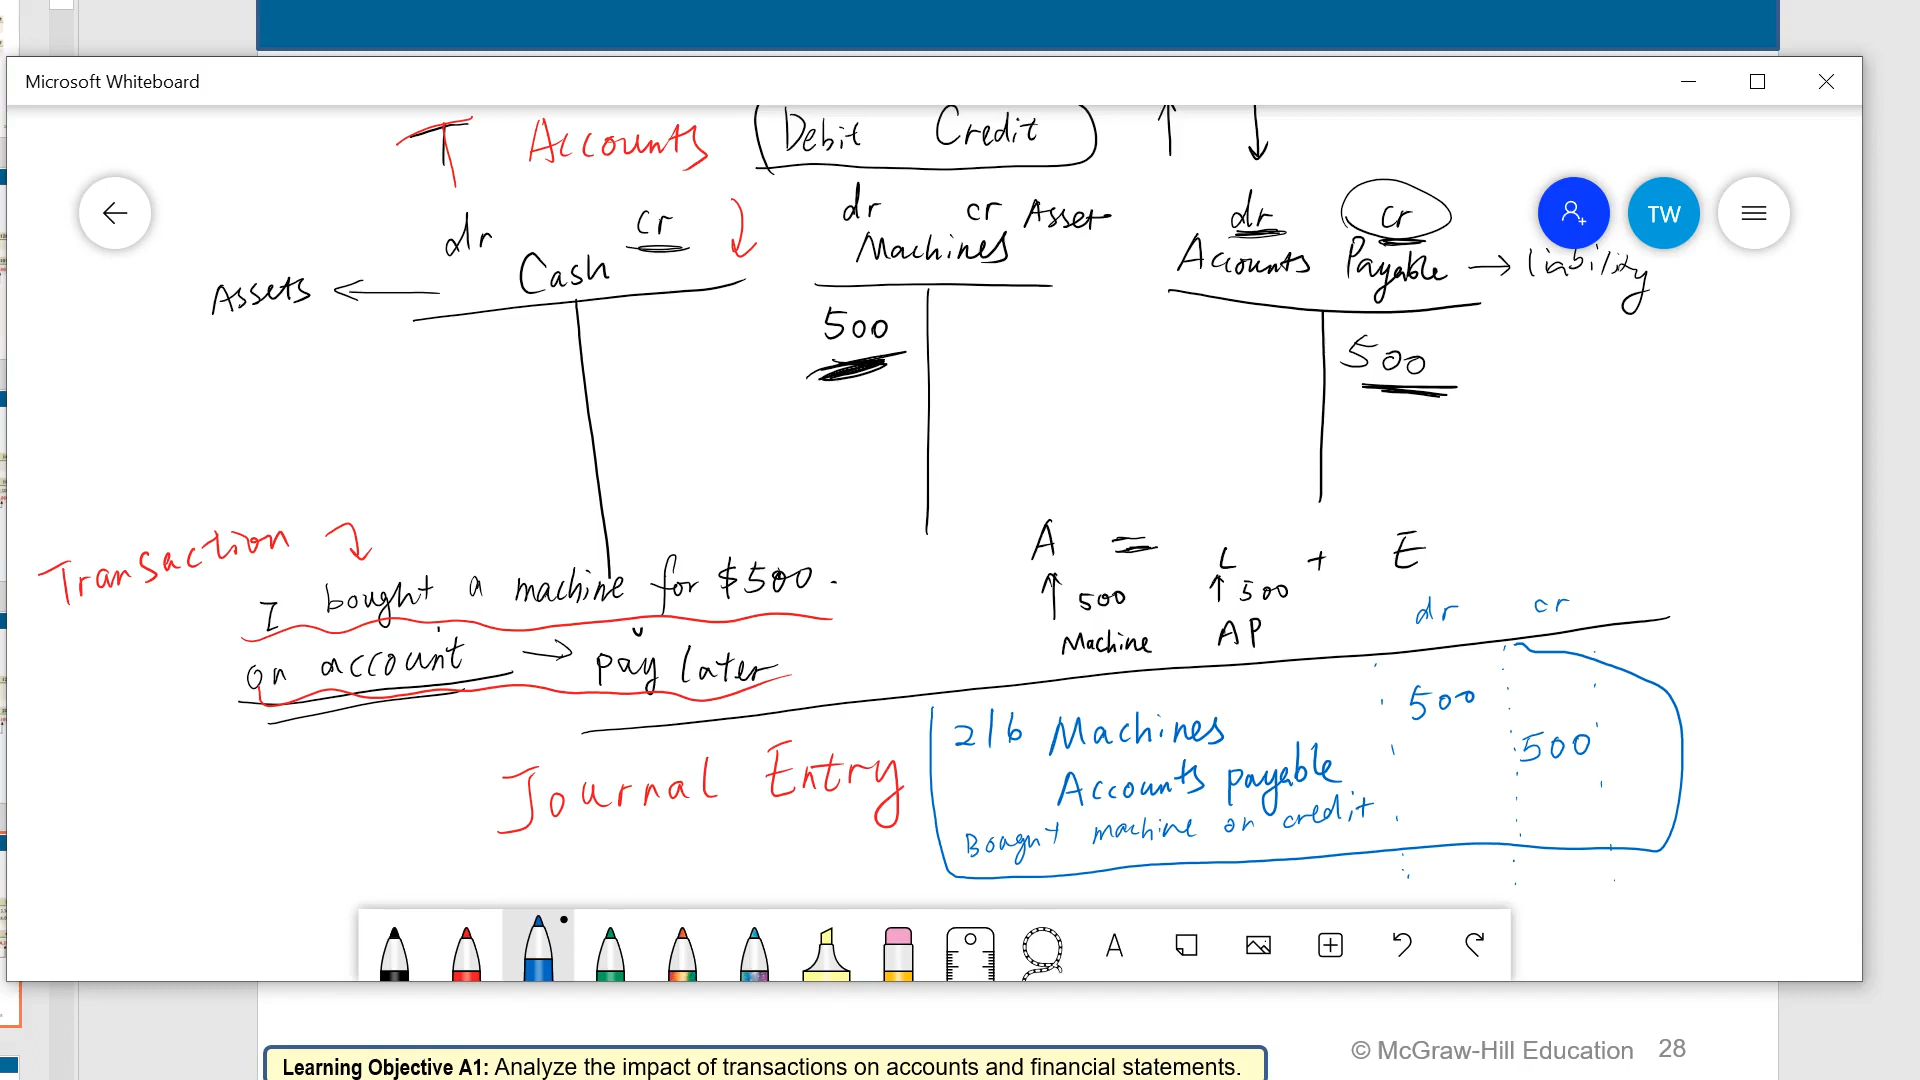 Microsoft Whiteboard
T Accounts Debit Credit ↑ ↓
dr cr dr cr Asset dr cr
Assets ← Cash Machines Accounts Payable → liability
TW
500 500
Transaction
I bought a machine for $500.
on account → pay later
A = L + E
↑ 500 ↑ 500
Machine AP
dr cr
Journal Entry
2/6 Machines 500
Accounts payable 500
Bought machine on credit
A
© McGraw-Hill Education 28
Learning Objective A1: Analyze the impact of transactions on accounts and financial statements.